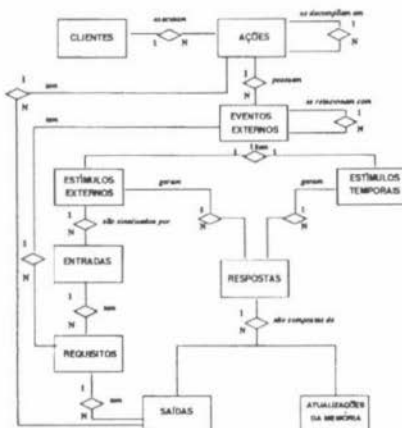 CLIENTES
AÇÕES
se decompõem em
1
N
1
N
possuem
tem
1
N
EVENTOS
EXTERNOS
se relacionam com
1
N
tem
1
1
ESTÍMULOS
EXTERNOS
geram
geram
ESTÍMULOS
TEMPORAIS
1
N
são sinalizados por
N
1
N
ENTRADAS
RESPOSTAS
1
N
1
N
tem
1
N
são compostas de
REQUISITOS
1
N
tem
SAÍDAS
ATUALIZAÇÕES
DA MEMÓRIA